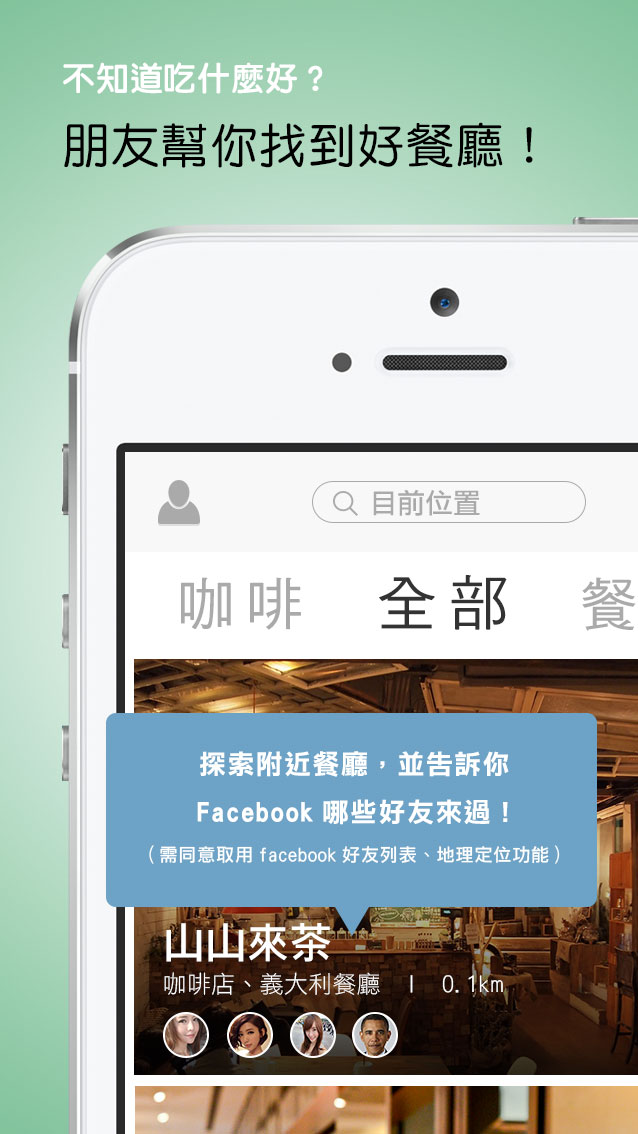 不知道吃什麼好？
朋友幫你找到好餐廳！
目前位置
咖啡 全部 餐
探索附近餐廳，並告訴你
Facebook 哪些好友來過！
（需同意取用 facebook 好友列表、地理定位功能）
山山來茶
咖啡店、義大利餐廳 | 0.1km